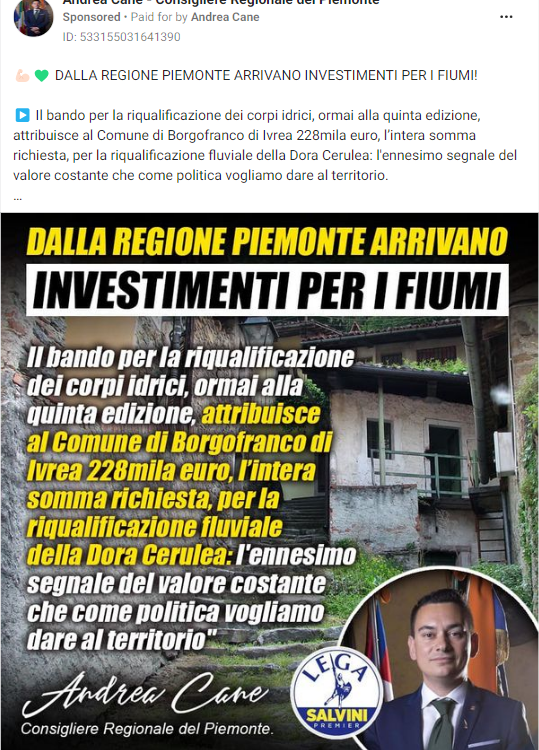 Andrea Cane - Consigliere Regionale del Piemonte
Sponsored • Paid for by Andrea Cane
ID: 533155031641390
💪🏻 💚 DALLA REGIONE PIEMONTE ARRIVANO INVESTIMENTI PER I FIUMI!
▶️ Il bando per la riqualificazione dei corpi idrici, ormai alla quinta edizione,
attribuisce al Comune di Borgofranco di Ivrea 228mila euro, l’intera somma
richiesta, per la riqualificazione fluviale della Dora Cerulea: l'ennesimo segnale del
valore costante che come politica vogliamo dare al territorio.
...
DALLA REGIONE PIEMONTE ARRIVANO
INVESTIMENTI PER I FIUMI
Il bando per la riqualificazione
dei corpi idrici, ormai alla
quinta edizione, attribuisce
al Comune di Borgofranco di
Ivrea 228mila euro, l’intera
somma richiesta, per la
riqualificazione fluviale
della Dora Cerulea: l'ennesimo
segnale del valore costante
che come politica vogliamo
dare al territorio"
Andrea Cane
Consigliere Regionale del Piemonte.
LEGA
SALVINI
PREMIER